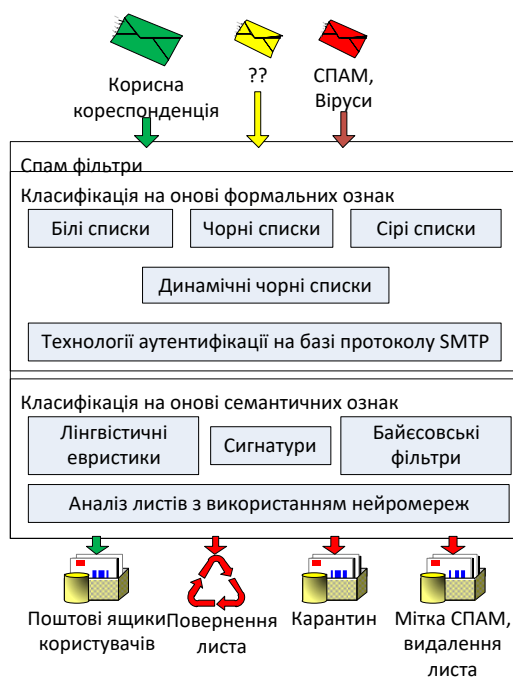 Корисна
кореспонденція
??
СПАМ,
Віруси
Спам фільтри
Класифікація на онові формальних ознак
Білі списки
Чорні списки
Сірі списки
Динамічні чорні списки
Технології аутентифікації на базі протоколу SMTP
Класифікація на онові семантичних ознак
Лінгвістичні
евристики
Сигнатури
Байєсовські
фільтри
Аналіз листів з використанням нейромереж
Поштові ящики
користувачів
Повернення
листа
Карантин
Мітка СПАМ,
видалення
листа